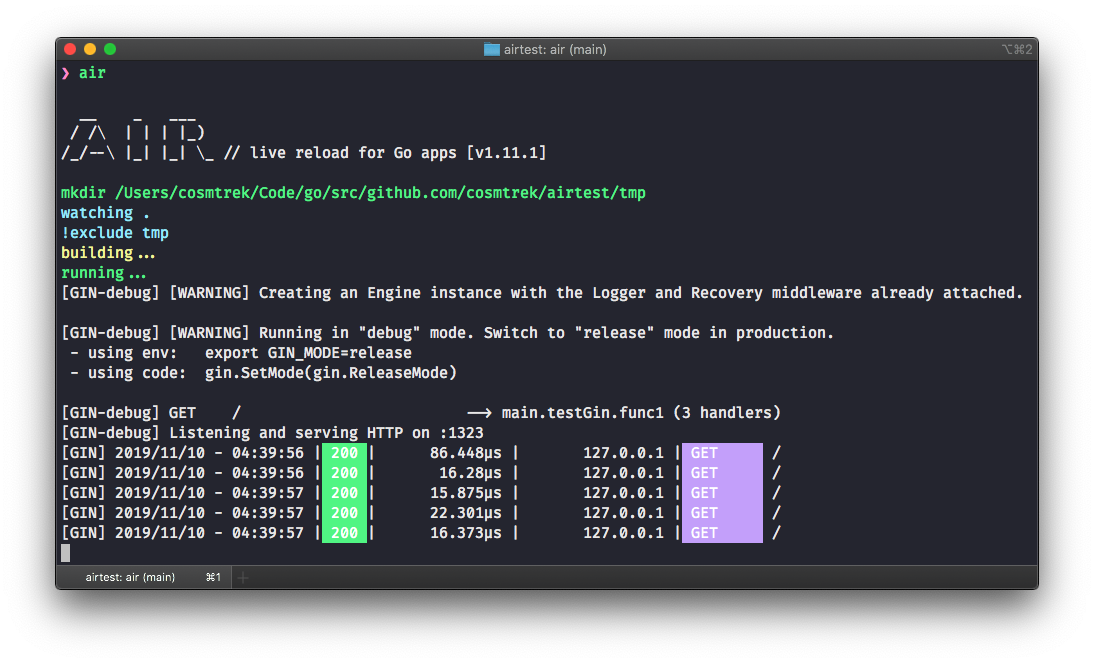 airtest: air (main)
⌥⌘2
❯ air
  __    _   ___
 / /\  | | | |_)
/_/--\ |_| |_| \_ // live reload for Go apps [v1.11.1]
mkdir /Users/cosmtrek/Code/go/src/github.com/cosmtrek/airtest/tmp
watching .
!exclude tmp
building...
running...
[GIN-debug] [WARNING] Creating an Engine instance with the Logger and Recovery middleware already attached.
[GIN-debug] [WARNING] Running in "debug" mode. Switch to "release" mode in production.
 - using env:   export GIN_MODE=release
 - using code:  gin.SetMode(gin.ReleaseMode)
[GIN-debug] GET    /                         --> main.testGin.func1 (3 handlers)
[GIN-debug] Listening and serving HTTP on :1323
[GIN] 2019/11/10 - 04:39:56 | 200 |      86.448µs |       127.0.0.1 | GET      /
[GIN] 2019/11/10 - 04:39:56 | 200 |       16.28µs |       127.0.0.1 | GET      /
[GIN] 2019/11/10 - 04:39:57 | 200 |      15.875µs |       127.0.0.1 | GET      /
[GIN] 2019/11/10 - 04:39:57 | 200 |      22.301µs |       127.0.0.1 | GET      /
[GIN] 2019/11/10 - 04:39:57 | 200 |      16.373µs |       127.0.0.1 | GET      /
airtest: air (main) ⌘1 +